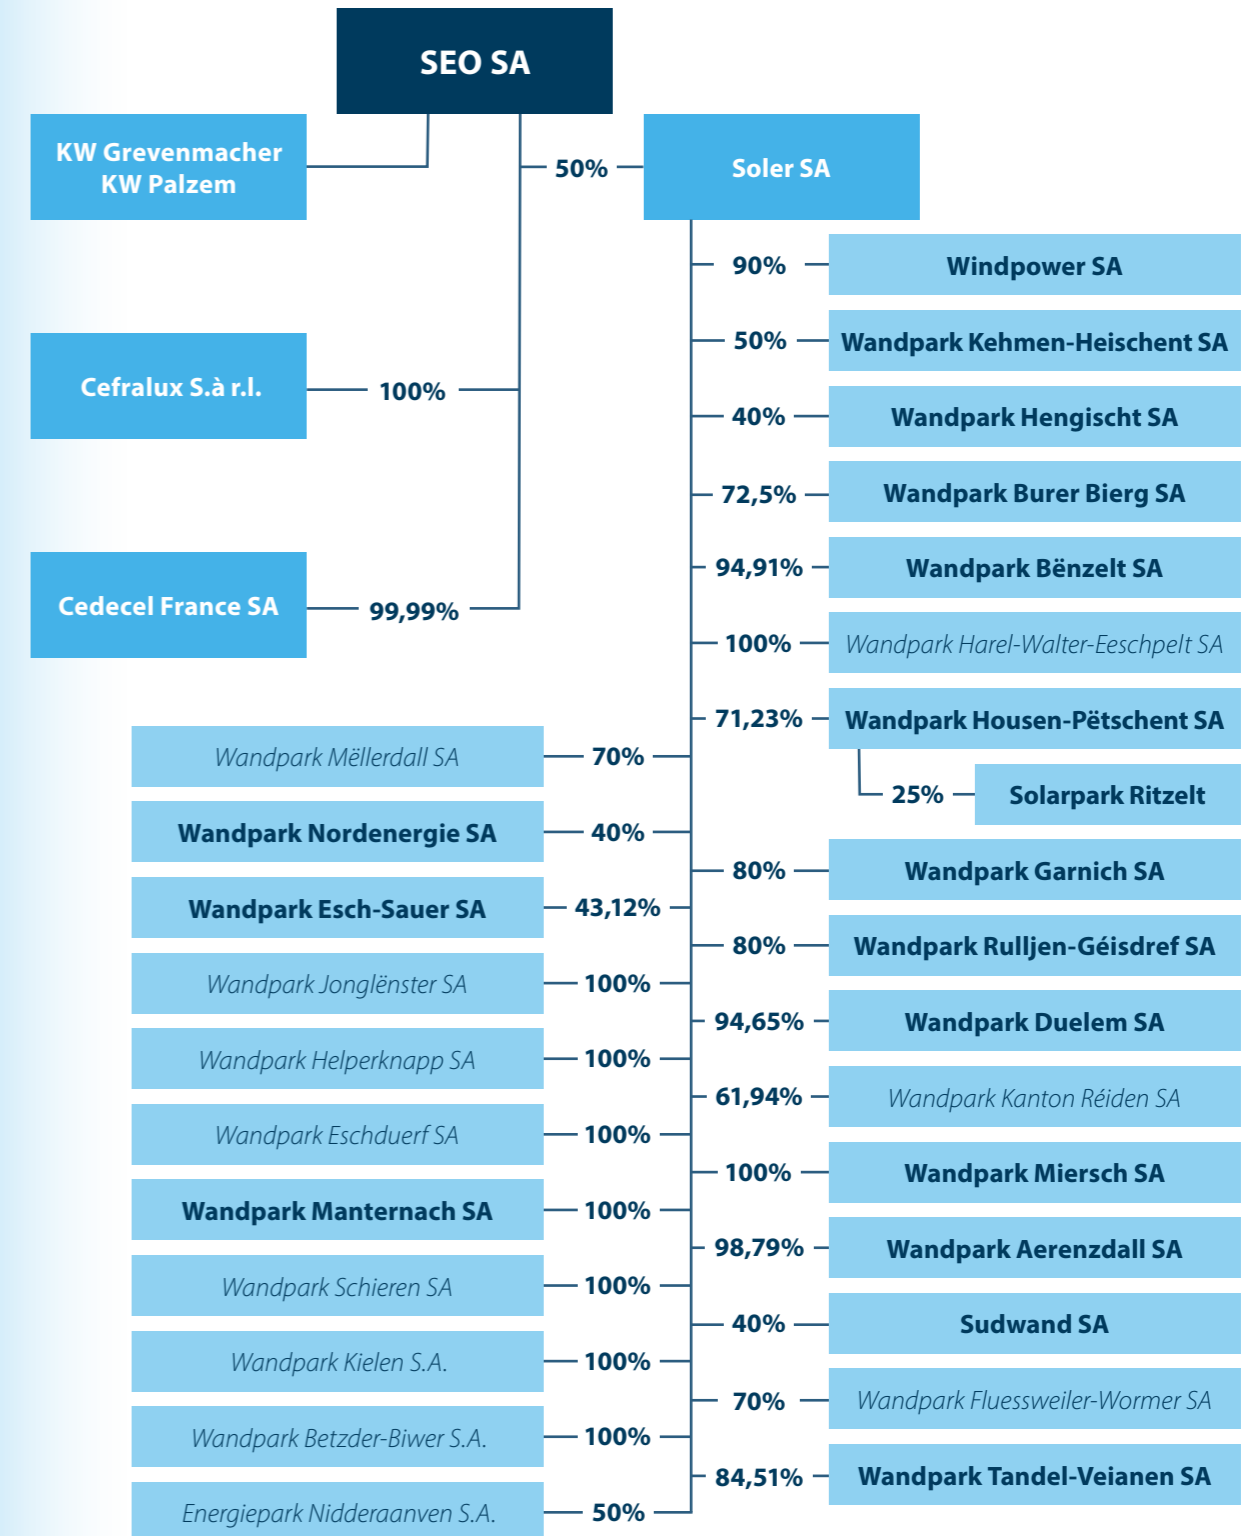 SEO SA
KW Grevenmacher
KW Palzem
50%
Soler SA
Cefralux S.à r.l.
100%
Cedecel France SA
99,99%
90%
Windpower SA
50%
Wandpark Kehmen-Heischent SA
40%
Wandpark Hengischt SA
72,5%
Wandpark Burer Bierg SA
94,91%
Wandpark Bënzelt SA
100%
Wandpark Harel-Walter-Eeschpelt SA
71,23%
Wandpark Housen-Pëtschent SA
25%
Solarpark Ritzelt
80%
Wandpark Garnich SA
80%
Wandpark Rulljen-Géisdref SA
94,65%
Wandpark Duelem SA
61,94%
Wandpark Kanton Réiden SA
100%
Wandpark Miersch SA
98,79%
Wandpark Aerenzdall SA
40%
Sudwand SA
70%
Wandpark Fluessweiler-Wormer SA
84,51%
Wandpark Tandel-Veianen SA
Wandpark Mëllerdall SA
70%
Wandpark Nordenergie SA
40%
Wandpark Esch-Sauer SA
43,12%
Wandpark Jonglënster SA
100%
Wandpark Helperknapp SA
100%
Wandpark Eschduerf SA
100%
Wandpark Manternach SA
100%
Wandpark Schieren SA
100%
Wandpark Kielen S.A.
100%
Wandpark Betzder-Biwer S.A.
100%
Energiepark Nidderaanven S.A.
50%